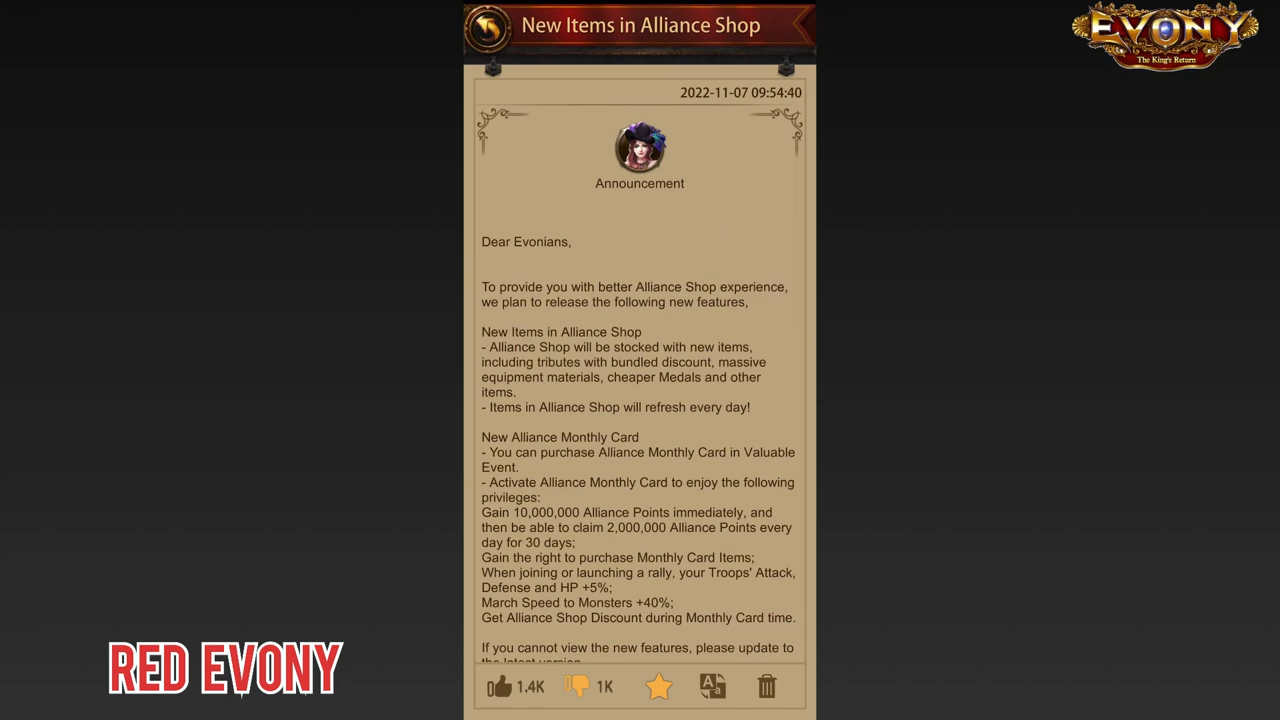 New Items in Alliance Shop
EVONY
The King's Return
2022-11-07 09:54:40
Announcement
Dear Evonians,
To provide you with better Alliance Shop experience,
we plan to release the following new features,
New Items in Alliance Shop
- Alliance Shop will be stocked with new items,
including tributes with bundled discount, massive
equipment materials, cheaper Medals and other
items.
- Items in Alliance Shop will refresh every day!
New Alliance Monthly Card
- You can purchase Alliance Monthly Card in Valuable
Event.
- Activate Alliance Monthly Card to enjoy the following
privileges:
Gain 10,000,000 Alliance Points immediately, and
then be able to claim 2,000,000 Alliance Points every
day for 30 days;
Gain the right to purchase Monthly Card Items;
When joining or launching a rally, your Troops' Attack,
Defense and HP +5%;
March Speed to Monsters +40%;
Get Alliance Shop Discount during Monthly Card time.
If you cannot view the new features, please update to
the latest version
1.4K
1K
A a
RED EVONY